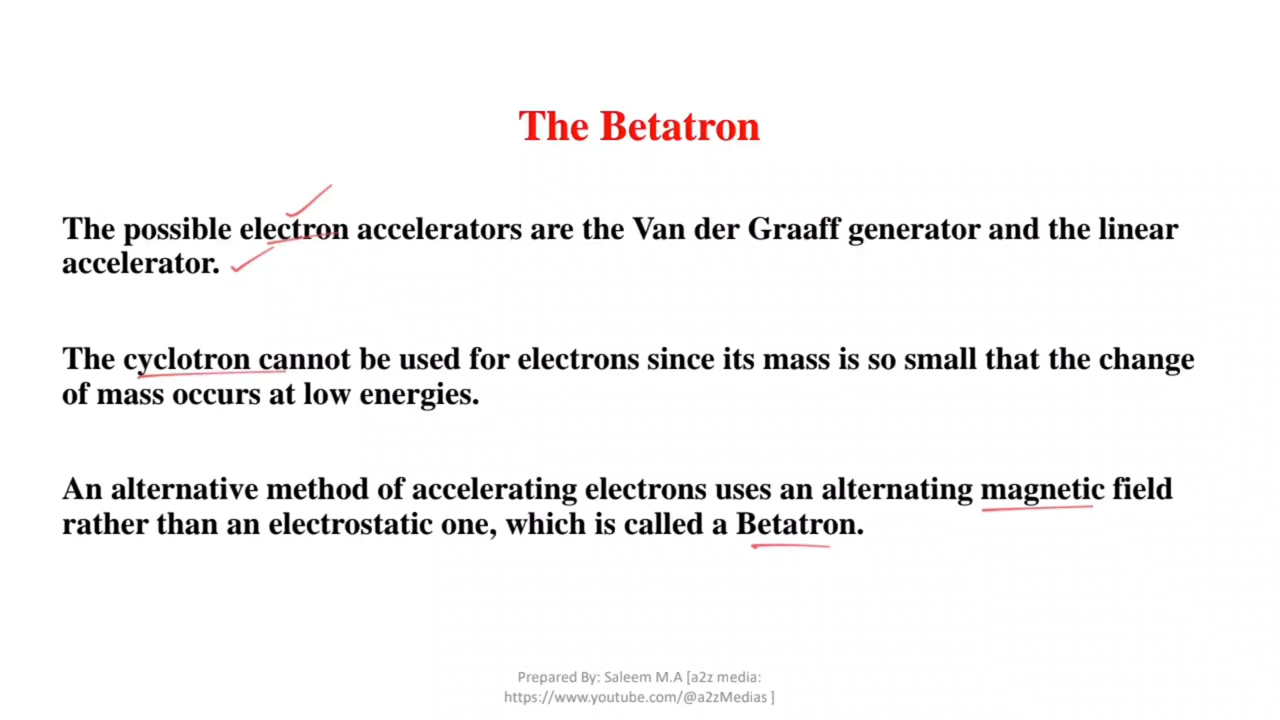 The Betatron
The possible electron accelerators are the Van der Graaff generator and the linear
accelerator.
The cyclotron cannot be used for electrons since its mass is so small that the change
of mass occurs at low energies.
An alternative method of accelerating electrons uses an alternating magnetic field
rather than an electrostatic one, which is called a Betatron.
Prepared By: Saleem M.A [a2z media:
https://www.youtube.com/@a2zMedias ]